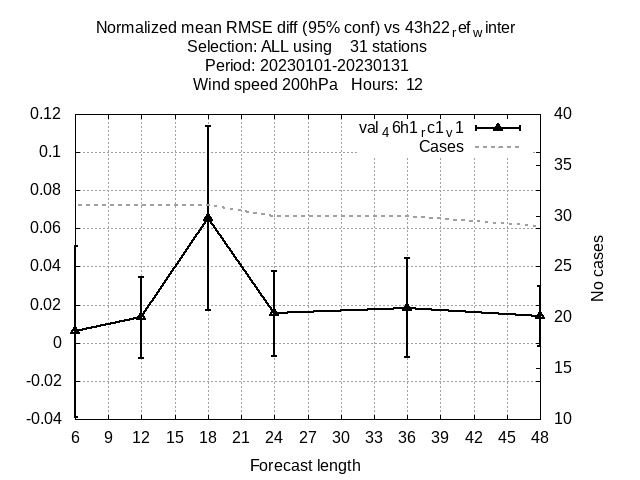 Normalized mean RMSE diff (95% conf) vs 43h22refwinter
Selection: ALL using 31 stations
Period: 20230101-20230131
Wind speed 200hPa Hours: 12
val46h1rc1v1
Cases
0.12
0.1
0.08
0.06
0.04
0.02
0
-0.02
-0.04
40
35
30
25
20
15
10
No cases
6 9 12 15 18 21 24 27 30 33 36 39 42 45 48
Forecast length